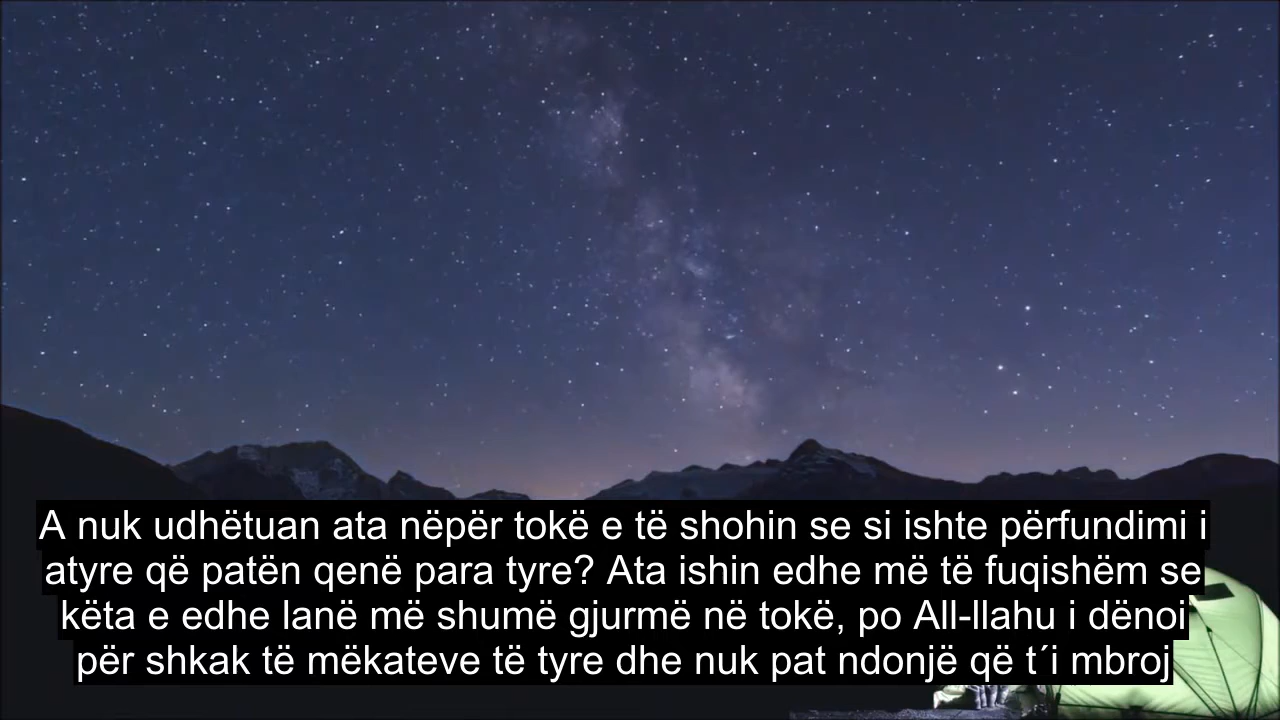 A nuk udhëtuan ata nëpër tokë e të shohin se si ishte përfundimi i
atyre që patën qenë para tyre? Ata ishin edhe më të fuqishëm se
këta e edhe lanë më shumë gjurmë në tokë, po All-llahu i dënoi
për shkak të mëkateve të tyre dhe nuk pat ndonjë që t´i mbroj